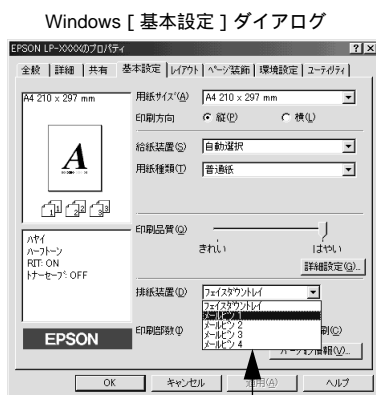 Windows [ 基本設定 ] ダイアログ
EPSON LP-XXXXのプロパティ
全般 詳細 共有 基本設定 レイアウト ページ装飾 環境設定 ユーティリティ
A4 210 x 297 mm
用紙サイズ(A) A4 210 x 297 mm
印刷方向 縦(P) 横(L)
給紙装置(S) 自動選択
用紙種類(T) 普通紙
A
1 1 2 2 3 3
印刷品質(Q)
きれい はやい
詳細設定(G)...
ハヤイ
ハーフトーン
RIT: ON
トナーセーブ: OFF
排紙装置(D) フェイスダウントレイ
フェイスダウントレイ
メールビン 1
メールビン 2
メールビン 3
メールビン 4
印刷部数(I) 刷(C)
情報(V)...
EPSON
OK キャンセル 適用(A) ヘルプ